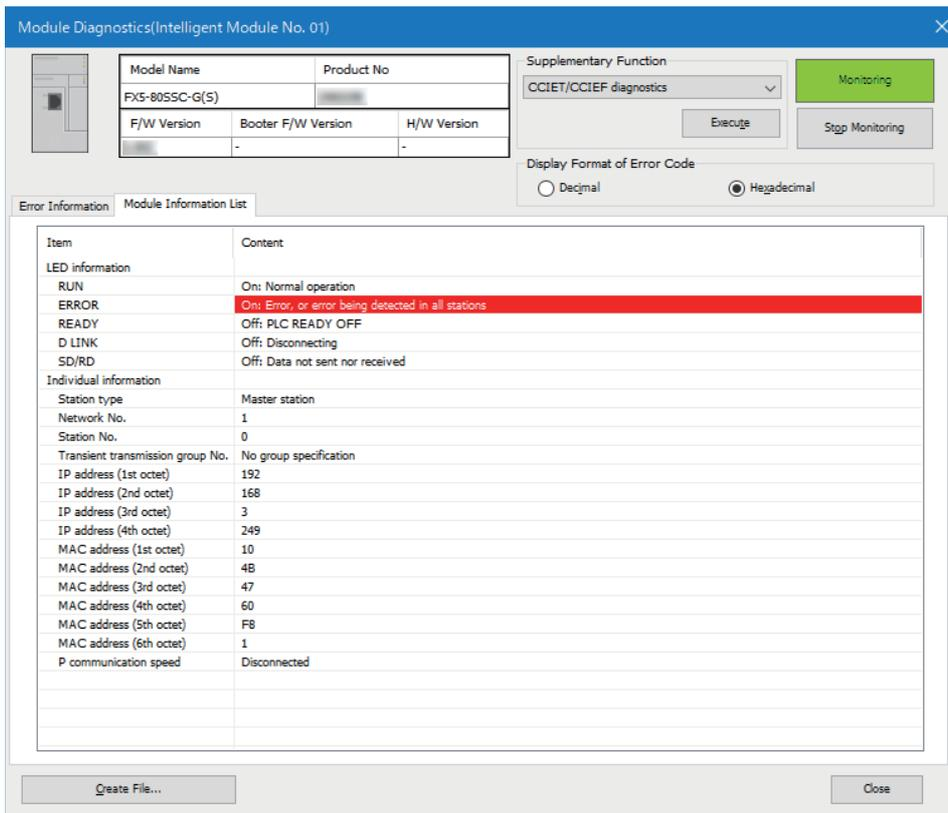 Module Diagnostics(Intelligent Module No. 01)
Model Name Product No
FX5-80SSC-G(S)
F/W Version Booter F/W Version H/W Version
- -
Supplementary Function
CCIET/CCIEF diagnostics
Execute
Monitoring
Stop Monitoring
Display Format of Error Code
Decimal Hexadecimal
Error Information Module Information List
Item Content
LED information
RUN On: Normal operation
ERROR On: Error, or error being detected in all stations
READY Off: PLC READY OFF
D LINK Off: Disconnecting
SD/RD Off: Data not sent nor received
Individual information
Station type Master station
Network No. 1
Station No. 0
Transient transmission group No. No group specification
IP address (1st octet) 192
IP address (2nd octet) 168
IP address (3rd octet) 3
IP address (4th octet) 249
MAC address (1st octet) 10
MAC address (2nd octet) 4B
MAC address (3rd octet) 47
MAC address (4th octet) 60
MAC address (5th octet) F8
MAC address (6th octet) 1
P communication speed Disconnected
Create File... Close